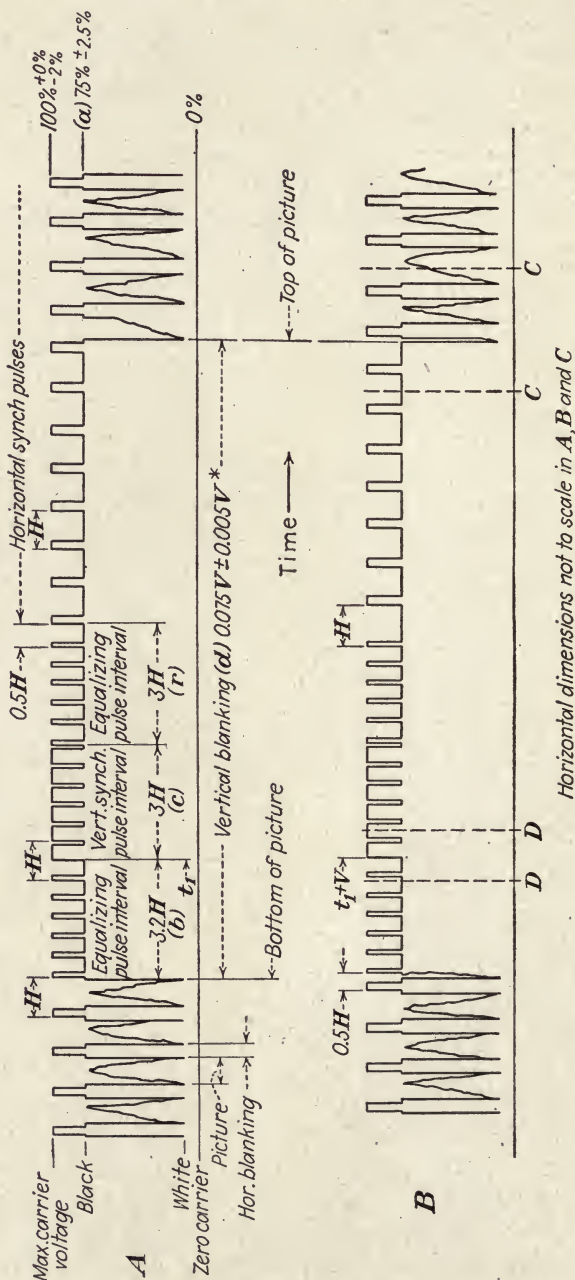 Max. carrier
voltage
Black
A
White
Zero carrier
Picture
Hor. blanking
H
Equalizing
pulse interval
3.2H
(b)
t₁
H
Vert. synch.
pulse interval
3H
(c)
0.5H
Equalizing
pulse interval
3H
(r)
Horizontal synch pulses
H
100% +0%
-2%
(a) 75% ±2.5%
0%
Vertical blanking (d) 0.075V ± 0.005V *
Bottom of picture
Top of picture
Time
B
0.5H
t₁+V
H
D
D
C
C
Horizontal dimensions not to scale in A, B and C